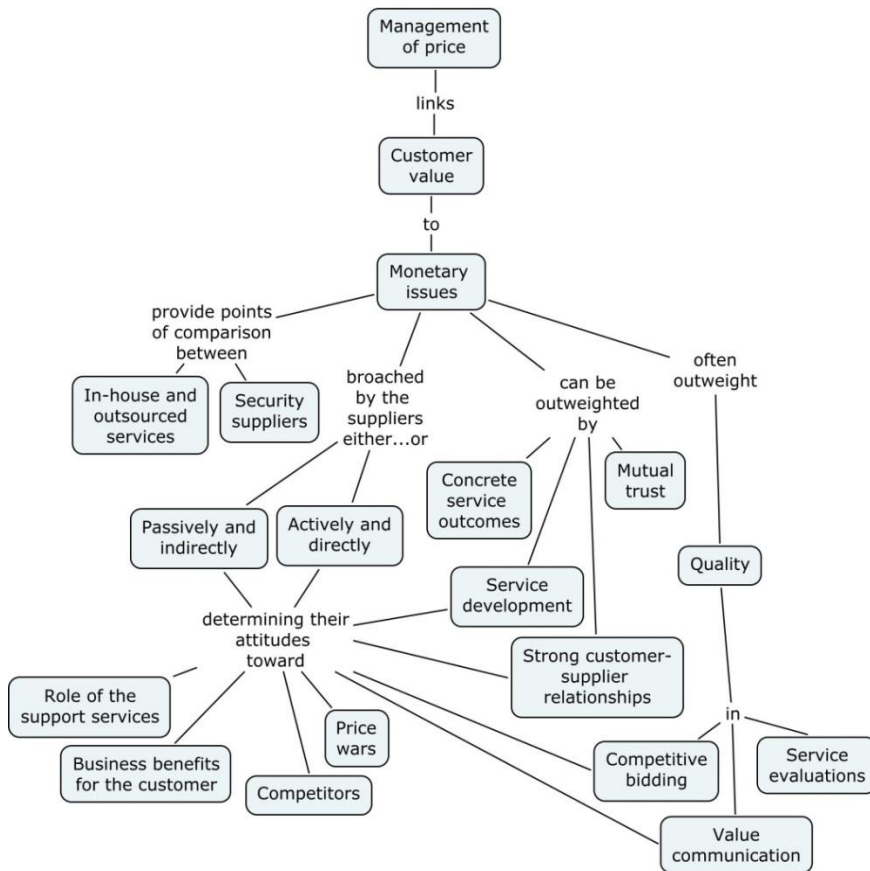 Management
of price
links
Customer
value
to
Monetary
issues
provide points
of comparison
between
In-house and
outsourced
services
Security
suppliers
broached
by the
suppliers
either...or
can be
outweighted
by
often
outweight
Concrete
service
outcomes
Mutual
trust
Passively and
indirectly
Actively and
directly
Quality
Service
development
determining their
attitudes
toward
Strong customer-
supplier
relationships
Role of the
support services
Price
wars
in
Business benefits
for the customer
Competitors
Competitive
bidding
Service
evaluations
Value
communication